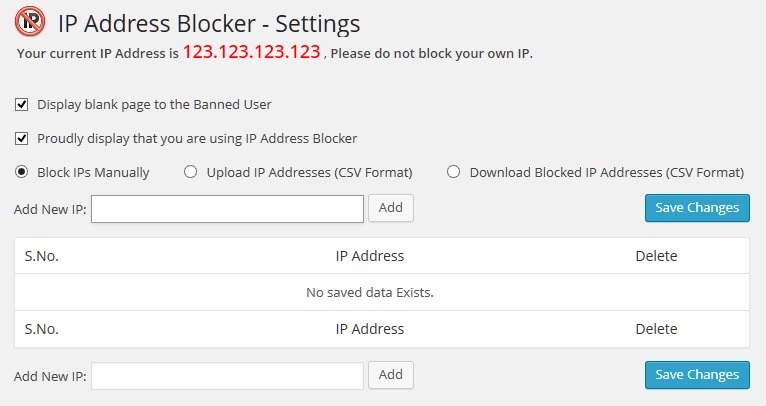 IP Address Blocker - Settings
Your current IP Address is 123.123.123.123 , Please do not block your own IP.
Display blank page to the Banned User
Proudly display that you are using IP Address Blocker
Block IPs Manually Upload IP Addresses (CSV Format) Download Blocked IP Addresses (CSV Format)
Add New IP: Add Save Changes
S.No. IP Address Delete
No saved data Exists.
S.No. IP Address Delete
Add New IP: Add Save Changes